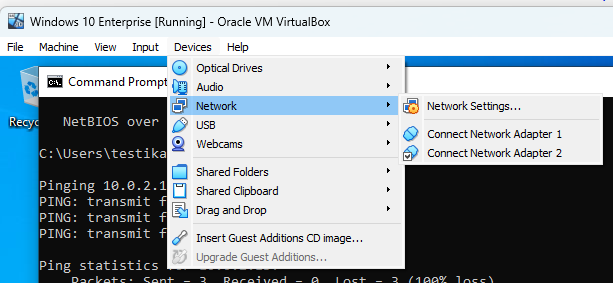 Windows 10 Enterprise [Running] - Oracle VM VirtualBox
File Machine View Input Devices Help
Command Prompt
Optical Drives
Audio
Network
USB
Webcams
Shared Folders
Shared Clipboard
Drag and Drop
Insert Guest Additions CD image...
Upgrade Guest Additions...
Network Settings...
Connect Network Adapter 1
Connect Network Adapter 2
Recyc
NetBIOS over
C:\Users\testika
Pinging 10.0.2.1
PING: transmit f
PING: transmit f
PING: transmit f
Ping statistics
Packets: Sent = 3, Received = 0, Lost = 3 (100% loss)